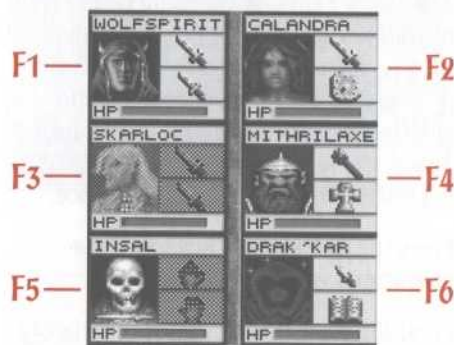 WOLFSPIRIT CALANDRA
F1 F2
HP HP
SKARLOC MITHRILAXE
F3 F4
HP HP
INSAL DRAK^KAR
F5 F6
HP HP